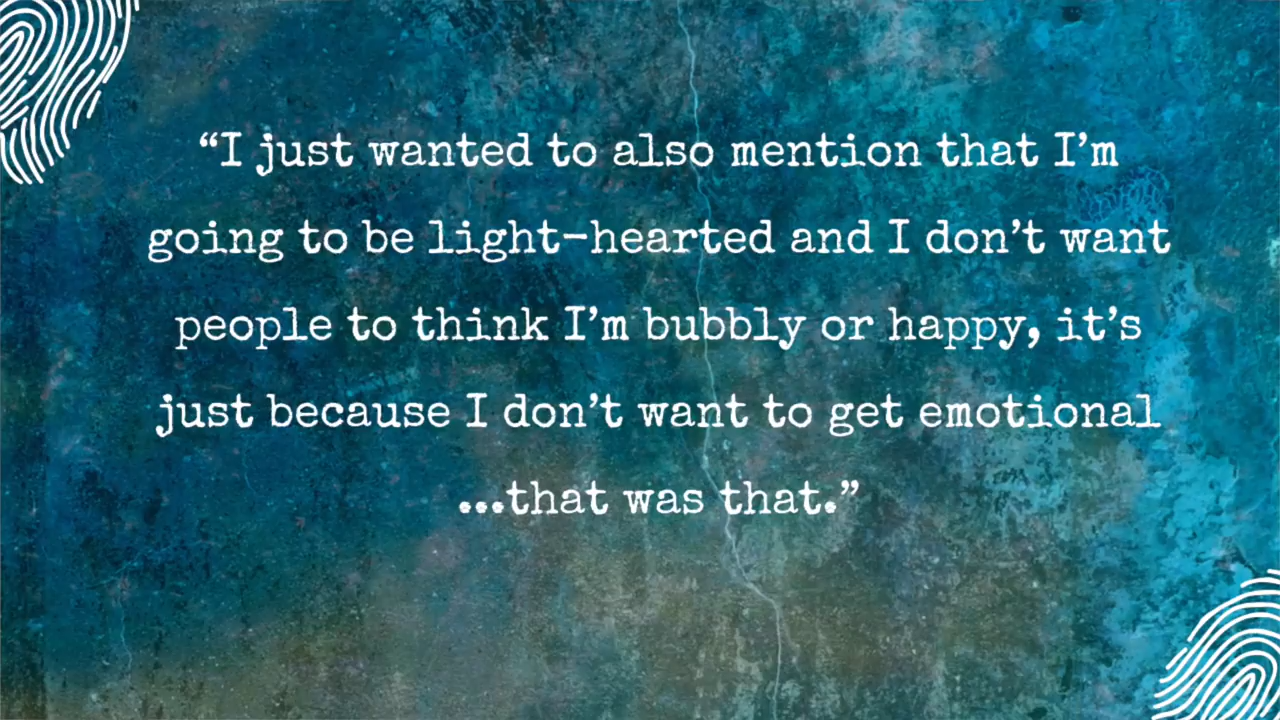 “I just wanted to also mention that I’m
going to be light-hearted and I don’t want
people to think I’m bubbly or happy, it’s
just because I don’t want to get emotional
...that was that.”